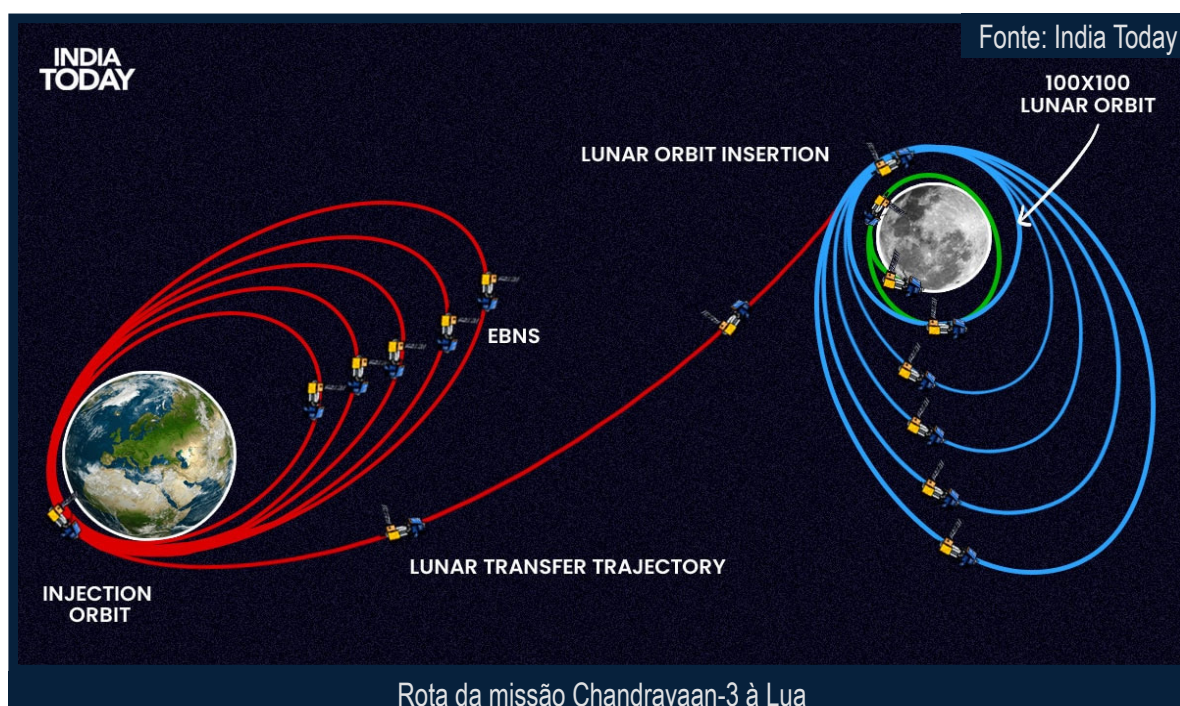 INDIA
TODAY
Fonte: India Today
100X100
LUNAR ORBIT
LUNAR ORBIT INSERTION
EBNS
LUNAR TRANSFER TRAJECTORY
INJECTION
ORBIT
Rota da missão Chandrayaan-3 à Lua